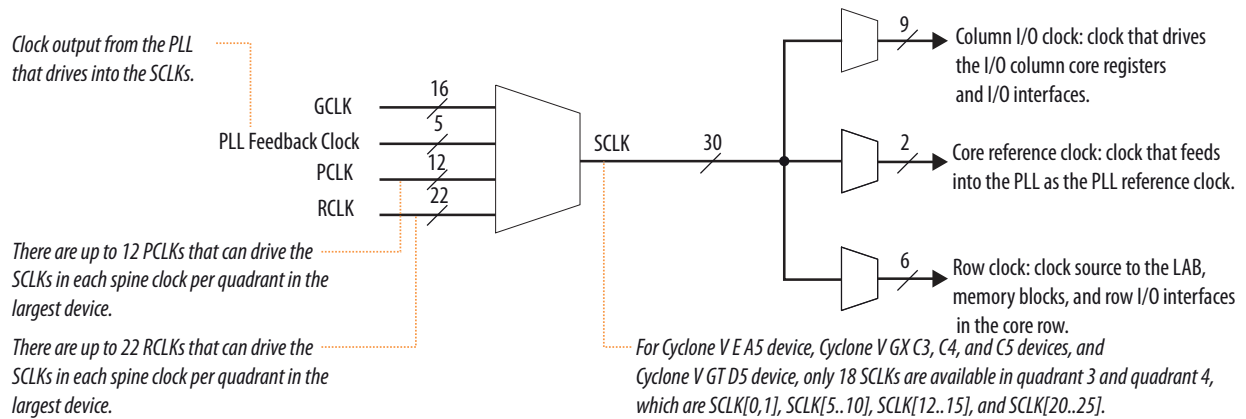 Clock output from the PLL
that drives into the SCLKs.
GCLK
16
PLL Feedback Clock
5
PCLK
12
RCLK
22
SCLK
30
9
Column I/O clock: clock that drives
the I/O column core registers
and I/O interfaces.
2
Core reference clock: clock that feeds
into the PLL as the PLL reference clock.
6
Row clock: clock source to the LAB,
memory blocks, and row I/O interfaces
in the core row.
There are up to 12 PCLKs that can drive the
SCLKs in each spine clock per quadrant in the
largest device.
There are up to 22 RCLKs that can drive the
SCLKs in each spine clock per quadrant in the
largest device.
For Cyclone V E A5 device, Cyclone V GX C3, C4, and C5 devices, and
Cyclone V GT D5 device, only 18 SCLKs are available in quadrant 3 and quadrant 4,
which are SCLK[0,1], SCLK[5..10], SCLK[12..15], and SCLK[20..25].